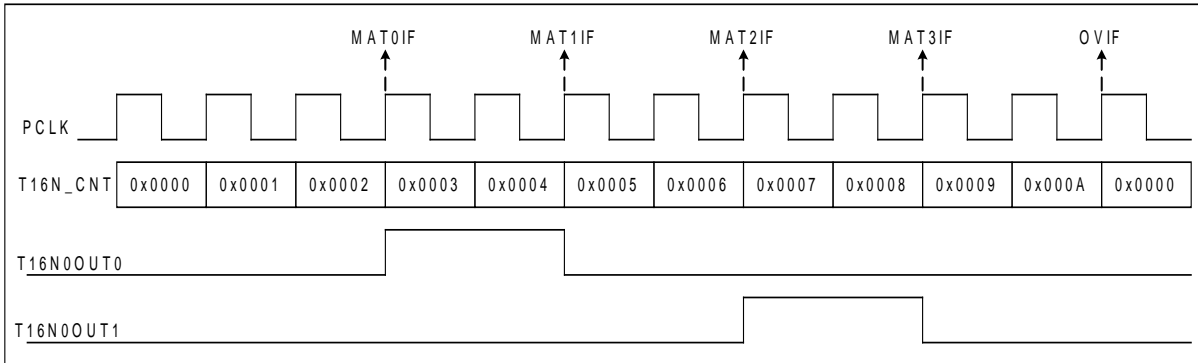 MAT0IF MAT1IF MAT2IF MAT3IF OVIF
PCLK
T16N_CNT 0x0000 0x0001 0x0002 0x0003 0x0004 0x0005 0x0006 0x0007 0x0008 0x0009 0x000A 0x0000
T16N0OUT0
T16N0OUT1